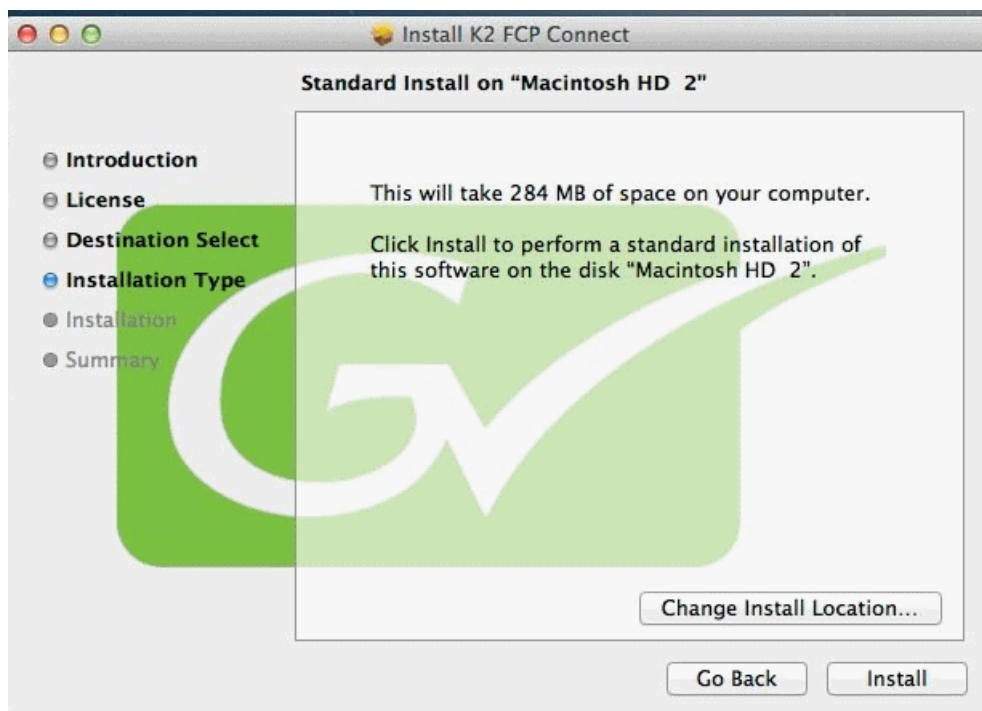 Install K2 FCP Connect
Standard Install on “Macintosh HD  2”
Introduction
License
Destination Select
Installation Type
Installation
Summary
This will take 284 MB of space on your computer.
Click Install to perform a standard installation of
this software on the disk “Macintosh HD  2”.
GV
Change Install Location...
Go Back
Install